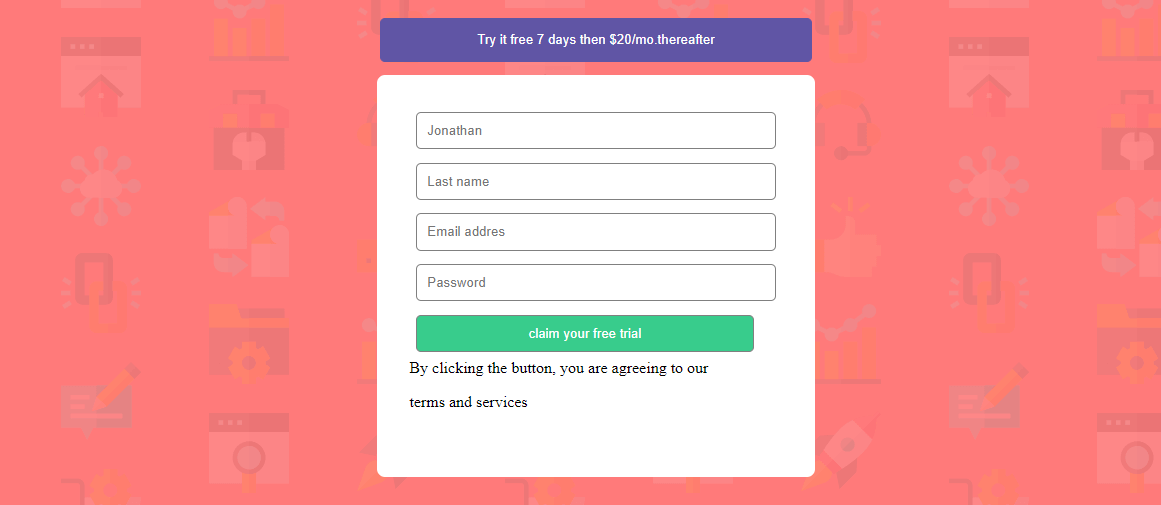 Try it free 7 days then $20/mo.thereafter
Jonathan
Last name
Email addres
Password
claim your free trial
By clicking the button, you are agreeing to our
terms and services